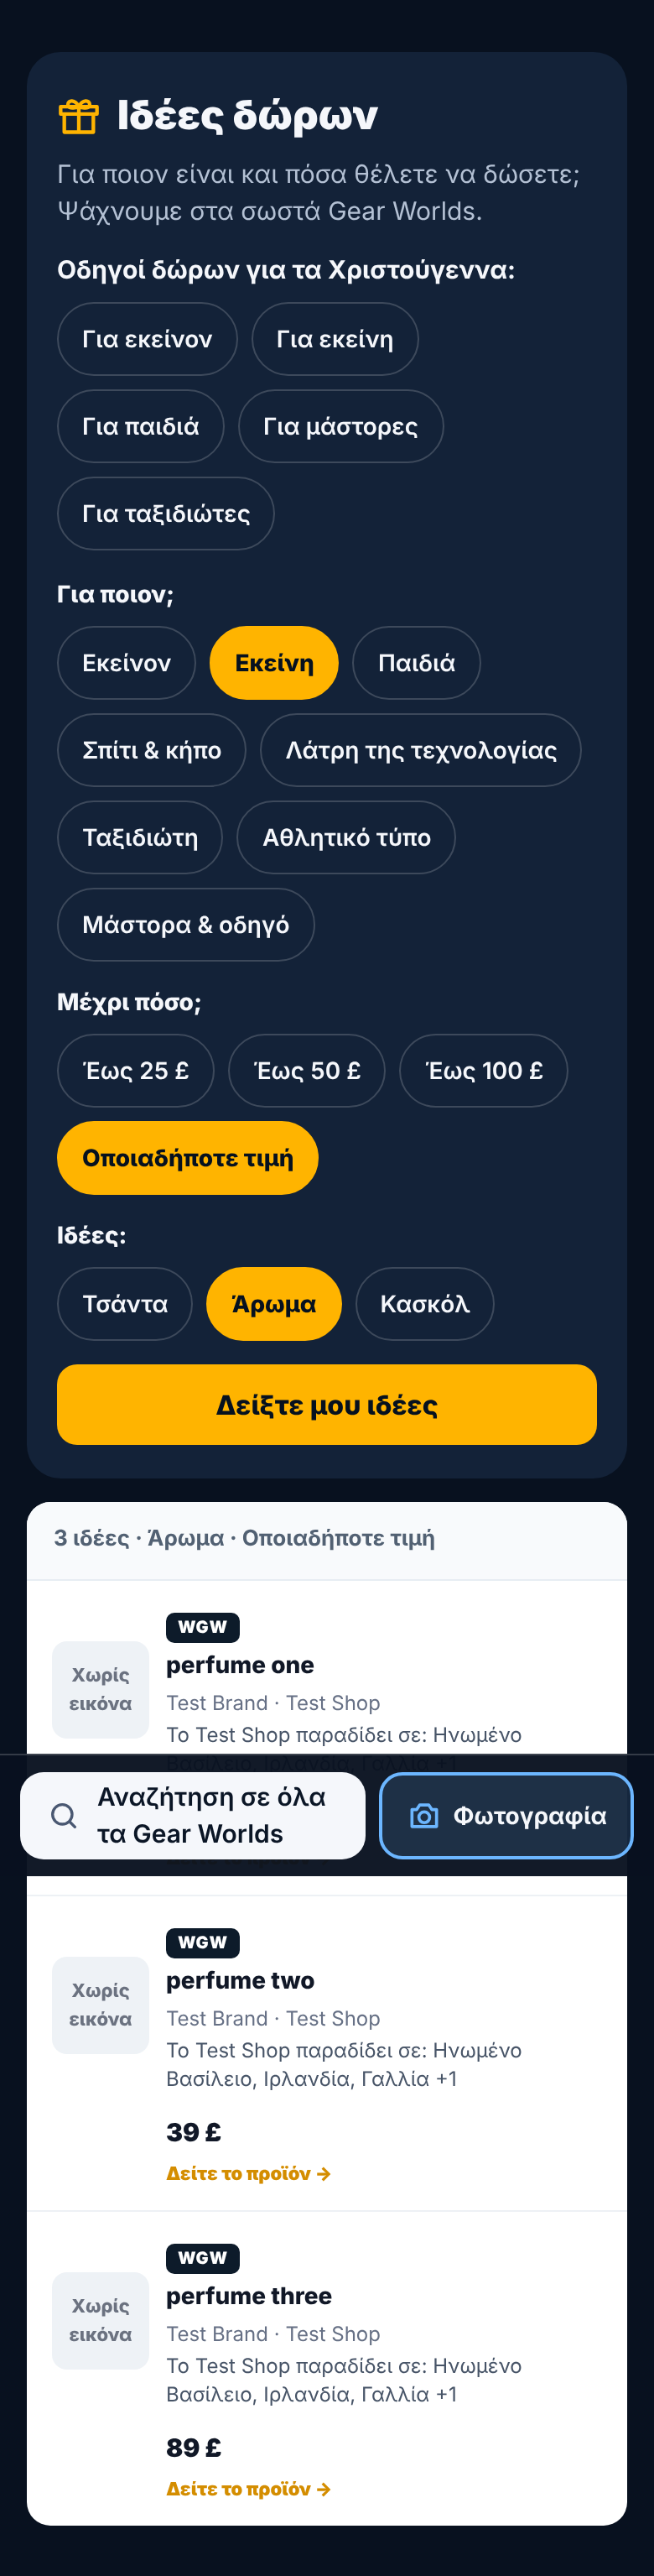 Ιδέες δώρων
Για ποιον είναι και πόσα θέλετε να δώσετε;
Ψάχνουμε στα σωστά Gear Worlds.
Οδηγοί δώρων για τα Χριστούγεννα:
Για εκείνον
Για εκείνη
Για παιδιά
Για μάστορες
Για ταξιδιώτες
Για ποιον;
Εκείνον
Εκείνη
Παιδιά
Σπίτι & κήπο
Λάτρη της τεχνολογίας
Ταξιδιώτη
Αθλητικό τύπο
Μάστορα & οδηγό
Μέχρι πόσο;
Έως 25 £
Έως 50 £
Έως 100 £
Οποιαδήποτε τιμή
Ιδέες:
Τσάντα
Άρωμα
Κασκόλ
Δείξτε μου ιδέες
3 ιδέες · Άρωμα · Οποιαδήποτε τιμή
Χωρίς
εικόνα
WGW
perfume one
Test Brand · Test Shop
Το Test Shop παραδίδει σε: Ηνωμένο
Βασίλειο, Ιρλανδία, Γαλλία +1
Αναζήτηση σε όλα
τα Gear Worlds
Φωτογραφία
Χωρίς
εικόνα
WGW
perfume two
Test Brand · Test Shop
Το Test Shop παραδίδει σε: Ηνωμένο
Βασίλειο, Ιρλανδία, Γαλλία +1
39 £
Δείτε το προϊόν →
Χωρίς
εικόνα
WGW
perfume three
Test Brand · Test Shop
Το Test Shop παραδίδει σε: Ηνωμένο
Βασίλειο, Ιρλανδία, Γαλλία +1
89 £
Δείτε το προϊόν →